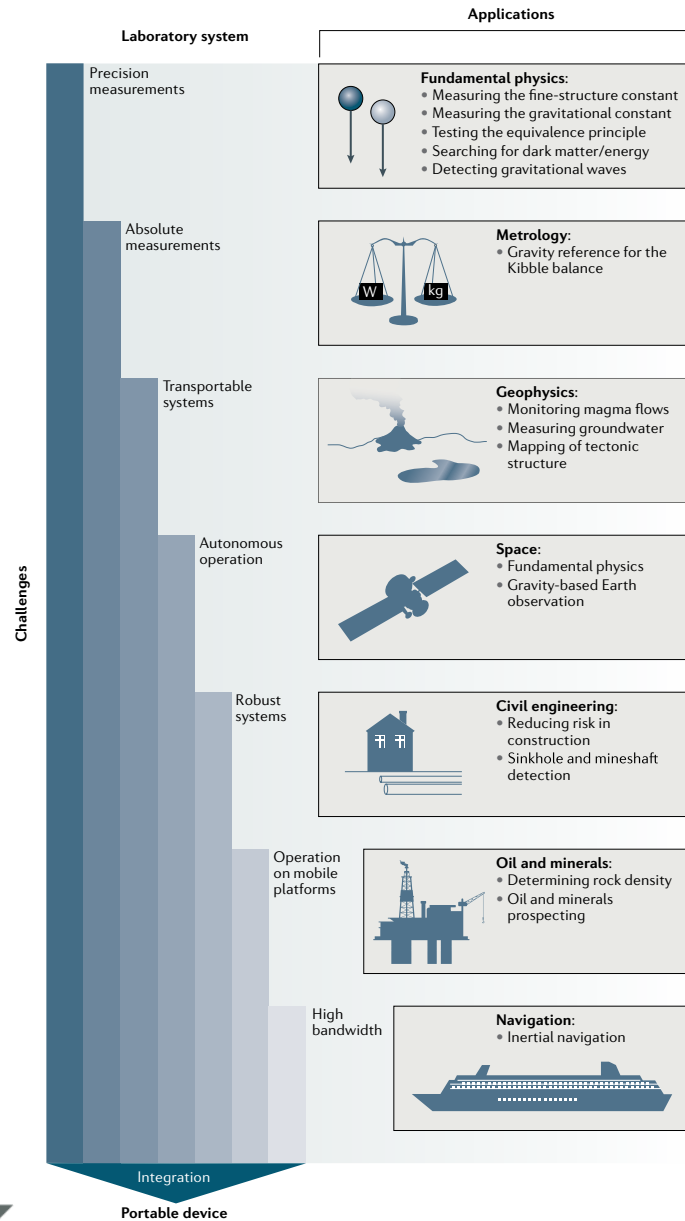 Applications
Laboratory system
Precision
measurements
Fundamental physics:
• Measuring the fine-structure constant
• Measuring the gravitational constant
• Testing the equivalence principle
• Searching for dark matter/energy
• Detecting gravitational waves
Absolute
measurements
Metrology:
• Gravity reference for the
Kibble balance
W
kg
Transportable
systems
Geophysics:
• Monitoring magma flows
• Measuring groundwater
• Mapping of tectonic
structure
Autonomous
operation
Space:
• Fundamental physics
• Gravity-based Earth
observation
Challenges
Robust
systems
Civil engineering:
• Reducing risk in
construction
• Sinkhole and mineshaft
detection
Operation
on mobile
platforms
Oil and minerals:
• Determining rock density
• Oil and minerals
prospecting
High
bandwidth
Navigation:
• Inertial navigation
Integration
Portable device